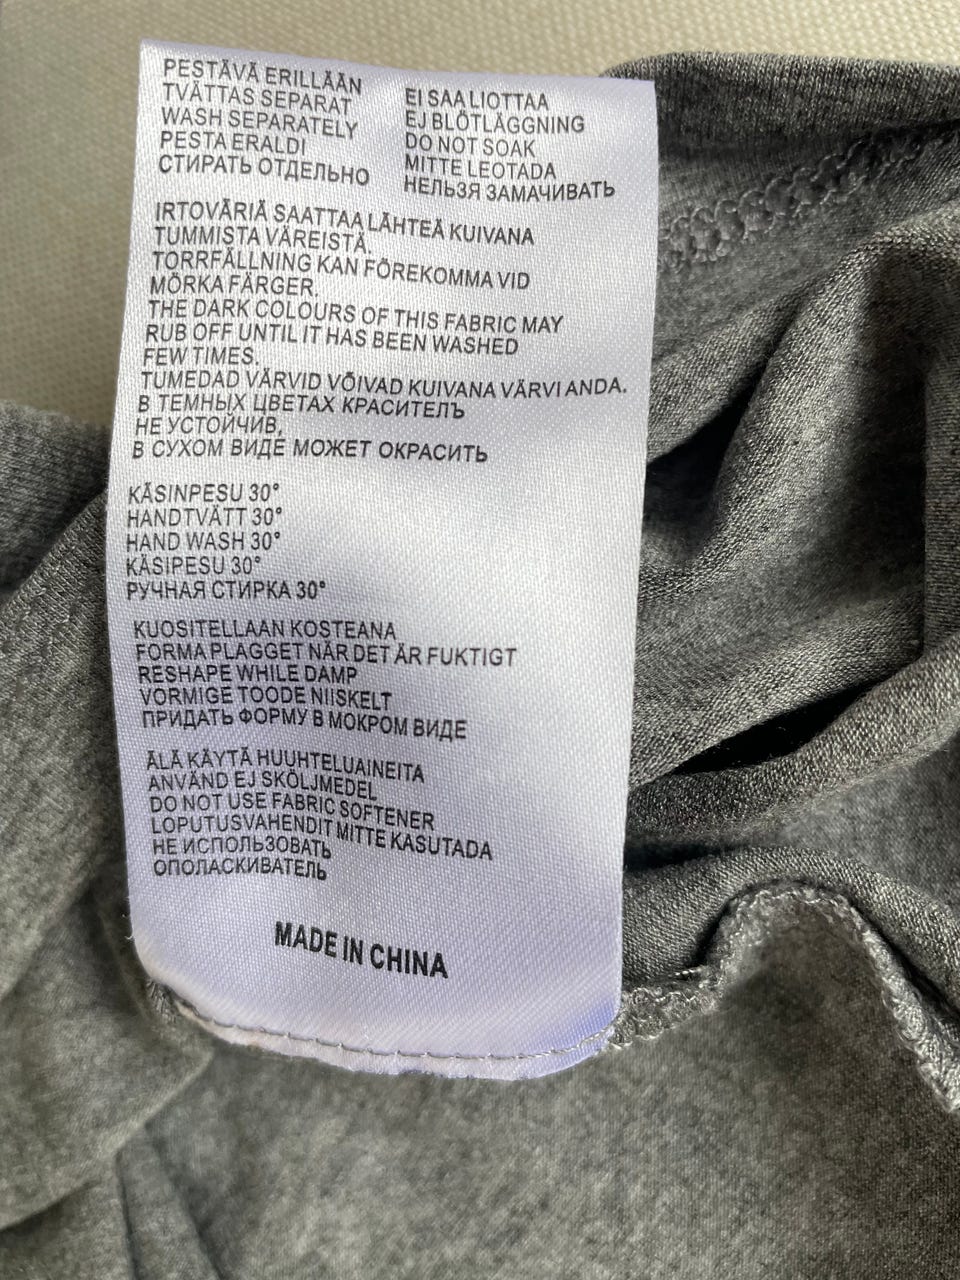 PESTÄVÄ ERILLÄÄN
TVÄTTAS SEPARAT
WASH SEPARATELY
PESTA ERALDI
СТИРАТЬ ОТДЕЛЬНО
EI SAA LIOTTAA
EJ BLÖTLÄGGNING
DO NOT SOAK
MITTE LEOTADA
НЕЛЬЗЯ ЗАМАЧИВАТЬ
IRTOVÄRIÄ SAATTAA LÄHTEÄ KUIVANA
TUMMISTA VÄREISTÄ.
TORRFÄLLNING KAN FÖREKOMMA VID
MÖRKA FÄRGER.
THE DARK COLOURS OF THIS FABRIC MAY
RUB OFF UNTIL IT HAS BEEN WASHED
FEW TIMES.
TUMEDAD VÄRVID VÕIVAD KUIVANA VÄRVI ANDA.
В ТЕМНЫХ ЦВЕТАХ КРАСИТЕЛЪ
НЕ УСТОЙЧИВ,
В СУХОМ ВИДЕ МОЖЕТ ОКРАСИТЬ
KÄSINPESU 30°
HANDTVÄTT 30°
HAND WASH 30°
KÄSIPESU 30°
РУЧНАЯ СТИРКА 30°
KUOSITELLAAN KOSTEANA
FORMA PLAGGET NÄR DET ÄR FUKTIGT
RESHAPE WHILE DAMP
VORMIGE TOODE NIISKELT
ПРИДАТЬ ФОРМУ В МОКРОМ ВИДЕ
ÄLÄ KÄYTÄ HUUHTELUAINEITA
ANVÄND EJ SKÖLJMEDEL
DO NOT USE FABRIC SOFTENER
LOPUTUSVAHENDIT MITTE KASUTADA
НЕ ИСПОЛЬЗОВАТЬ
ОПОЛАСКИВАТЕЛЬ
MADE IN CHINA